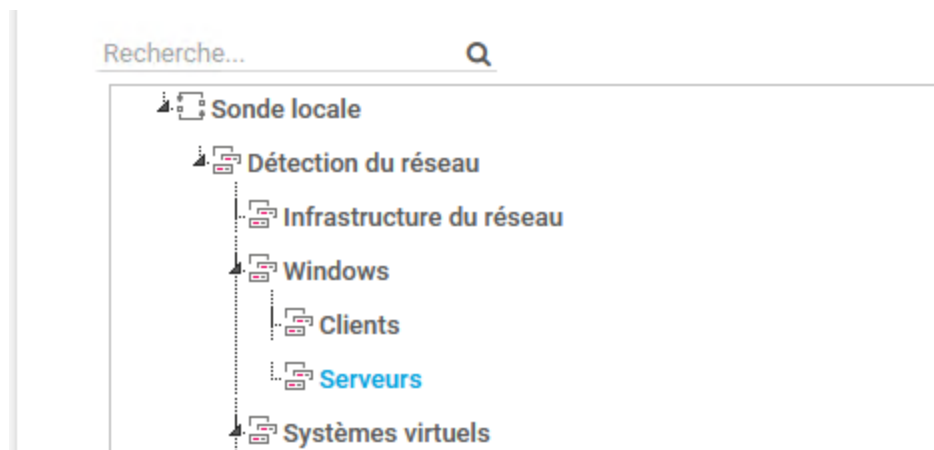 Recherche...
Sonde locale
Détection du réseau
Infrastructure du réseau
Windows
Clients
Serveurs
Systèmes virtuels